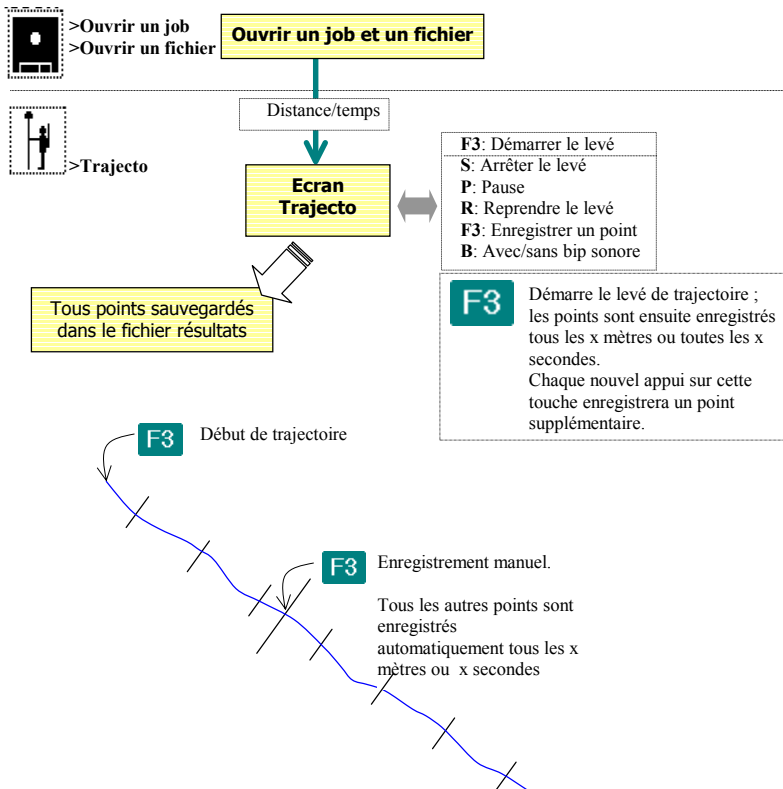 >Ouvrir un job
>Ouvrir un fichier
Ouvrir un job et un fichier
Distance/temps
>Trajecto
Ecran
Trajecto
F3: Démarrer le levé
S: Arrêter le levé
P: Pause
R: Reprendre le levé
F3: Enregistrer un point
B: Avec/sans bip sonore
Tous points sauvegardés
dans le fichier résultats
F3
Démarre le levé de trajectoire ;
les points sont ensuite enregistrés
tous les x mètres ou toutes les x
secondes.
Chaque nouvel appui sur cette
touche enregistrera un point
supplémentaire.
F3
Début de trajectoire
F3
Enregistrement manuel.
Tous les autres points sont
enregistrés
automatiquement tous les x
mètres ou x secondes